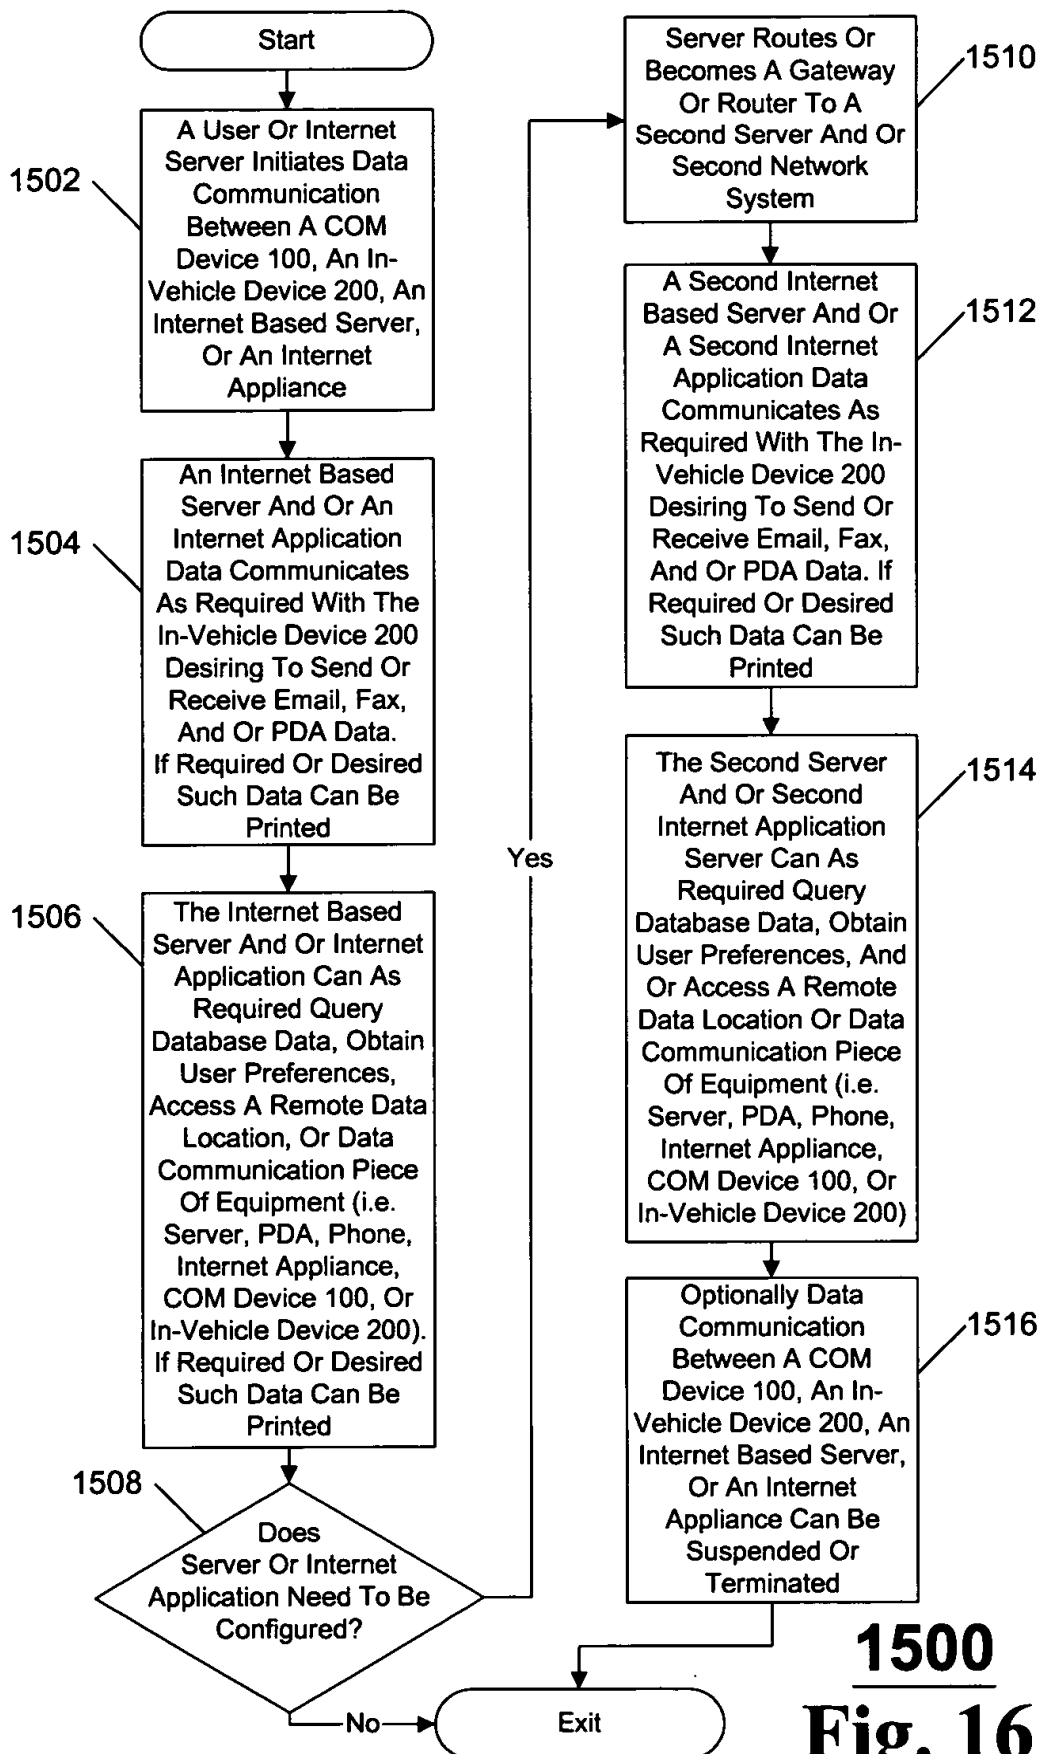 Start
1502
A User Or Internet
Server Initiates Data
Communication
Between A COM
Device 100, An In-
Vehicle Device 200, An
Internet Based Server,
Or An Internet
Appliance
1504
An Internet Based
Server And Or An
Internet Application
Data Communicates
As Required With The
In-Vehicle Device 200
Desiring To Send Or
Receive Email, Fax,
And Or PDA Data.
If Required Or Desired
Such Data Can Be
Printed
1506
The Internet Based
Server And Or Internet
Application Can As
Required Query
Database Data, Obtain
User Preferences,
Access A Remote Data
Location, Or Data
Communication Piece
Of Equipment (i.e.
Server, PDA, Phone,
Internet Appliance,
COM Device 100, Or
In-Vehicle Device 200).
If Required Or Desired
Such Data Can Be
Printed
1508
Does
Server Or Internet
Application Need To Be
Configured?
No
Yes
Server Routes Or
Becomes A Gateway
Or Router To A
Second Server And Or
Second Network
System
1510
A Second Internet
Based Server And Or
A Second Internet
Application Data
Communicates As
Required With The In-
Vehicle Device 200
Desiring To Send Or
Receive Email, Fax,
And Or PDA Data. If
Required Or Desired
Such Data Can Be
Printed
1512
The Second Server
And Or Second
Internet Application
Server Can As
Required Query
Database Data, Obtain
User Preferences, And
Or Access A Remote
Data Location Or Data
Communication Piece
Of Equipment (i.e.
Server, PDA, Phone,
Internet Appliance,
COM Device 100, Or
In-Vehicle Device 200)
1514
Optionally Data
Communication
Between A COM
Device 100, An In-
Vehicle Device 200, An
Internet Based Server,
Or An Internet
Appliance Can Be
Suspended Or
Terminated
1516
Exit
1500
Fig. 16